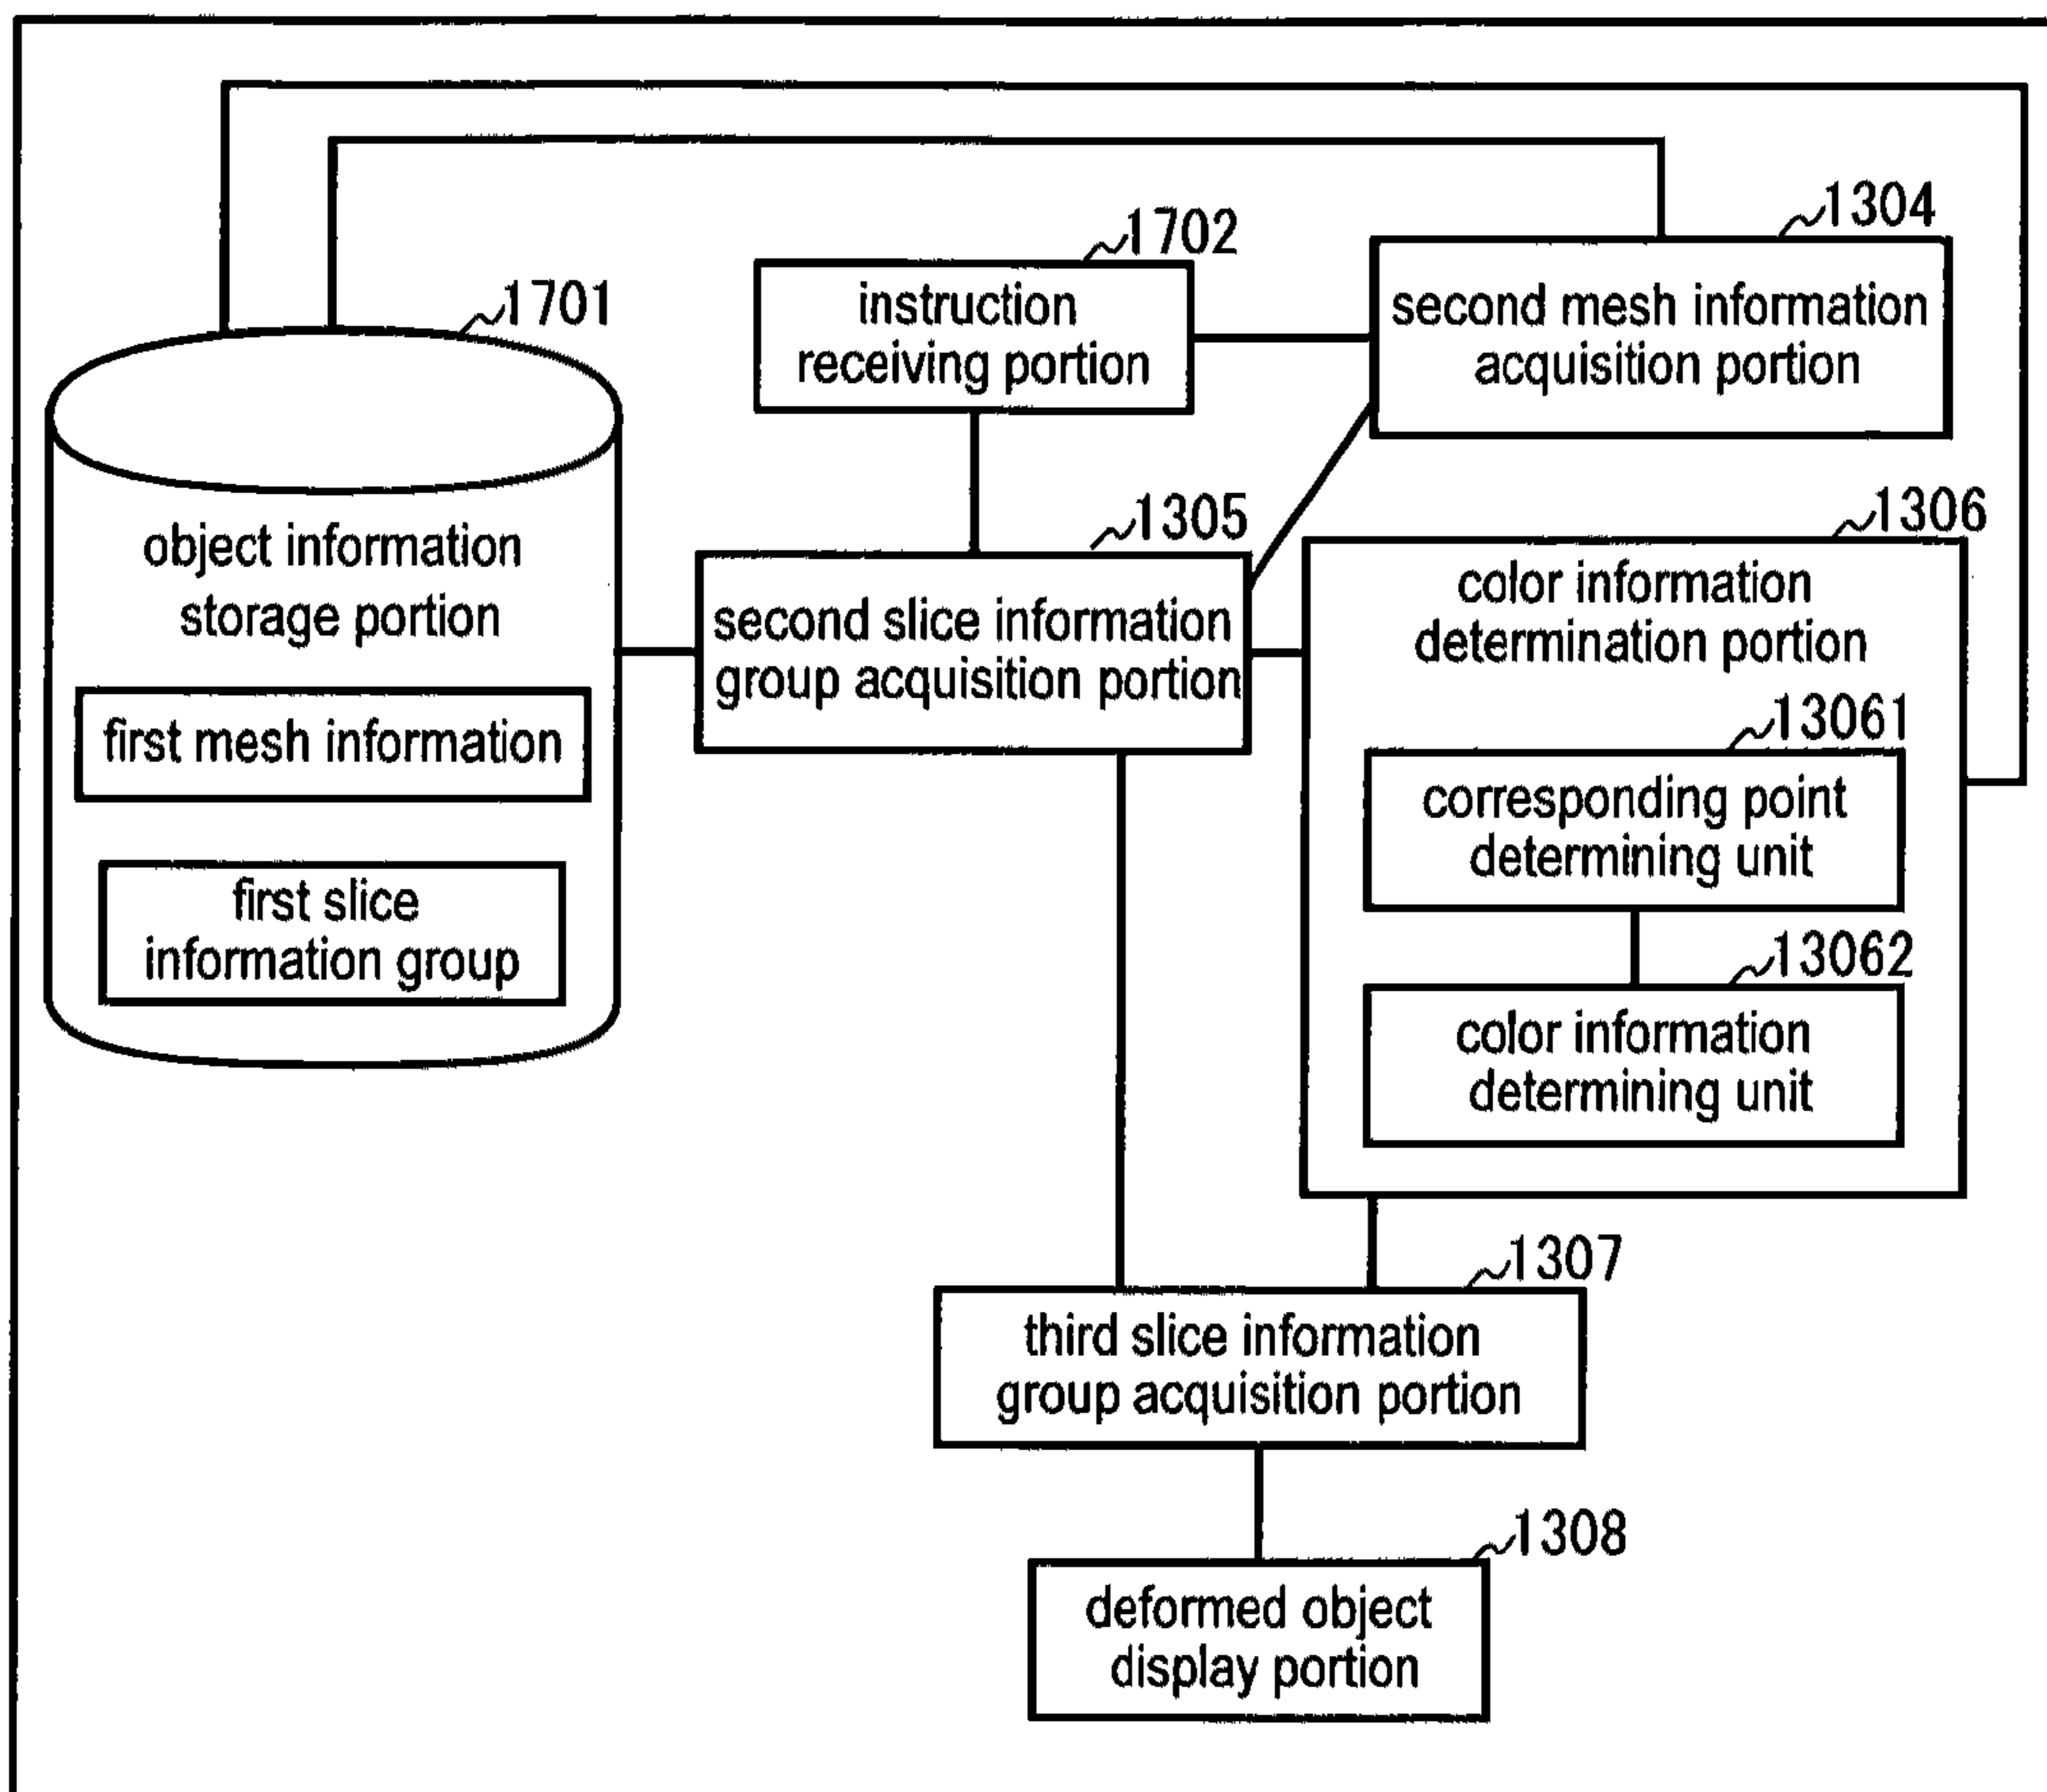 1304
1702
instruction
receiving portion
second mesh information
acquisition portion
1701
object information
storage portion
first mesh information
first slice
information group
1305
second slice information
group acquisition portion
1306
color information
determination portion
13061
corresponding point
determining unit
13062
color information
determining unit
1307
third slice information
group acquisition portion
1308
deformed object
display portion